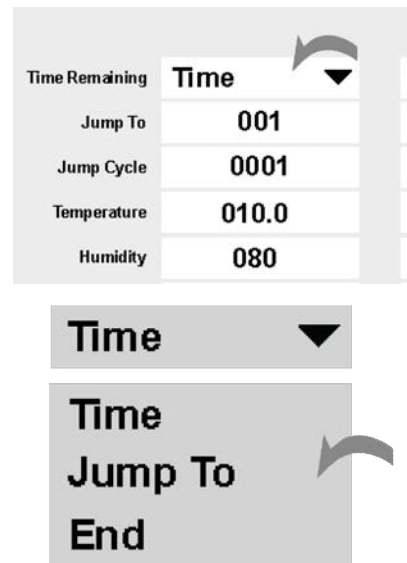 Time Remaining Time
Jump To 001
Jump Cycle 0001
Temperature 010.0
Humidity 080
Time
Time
Jump To
End